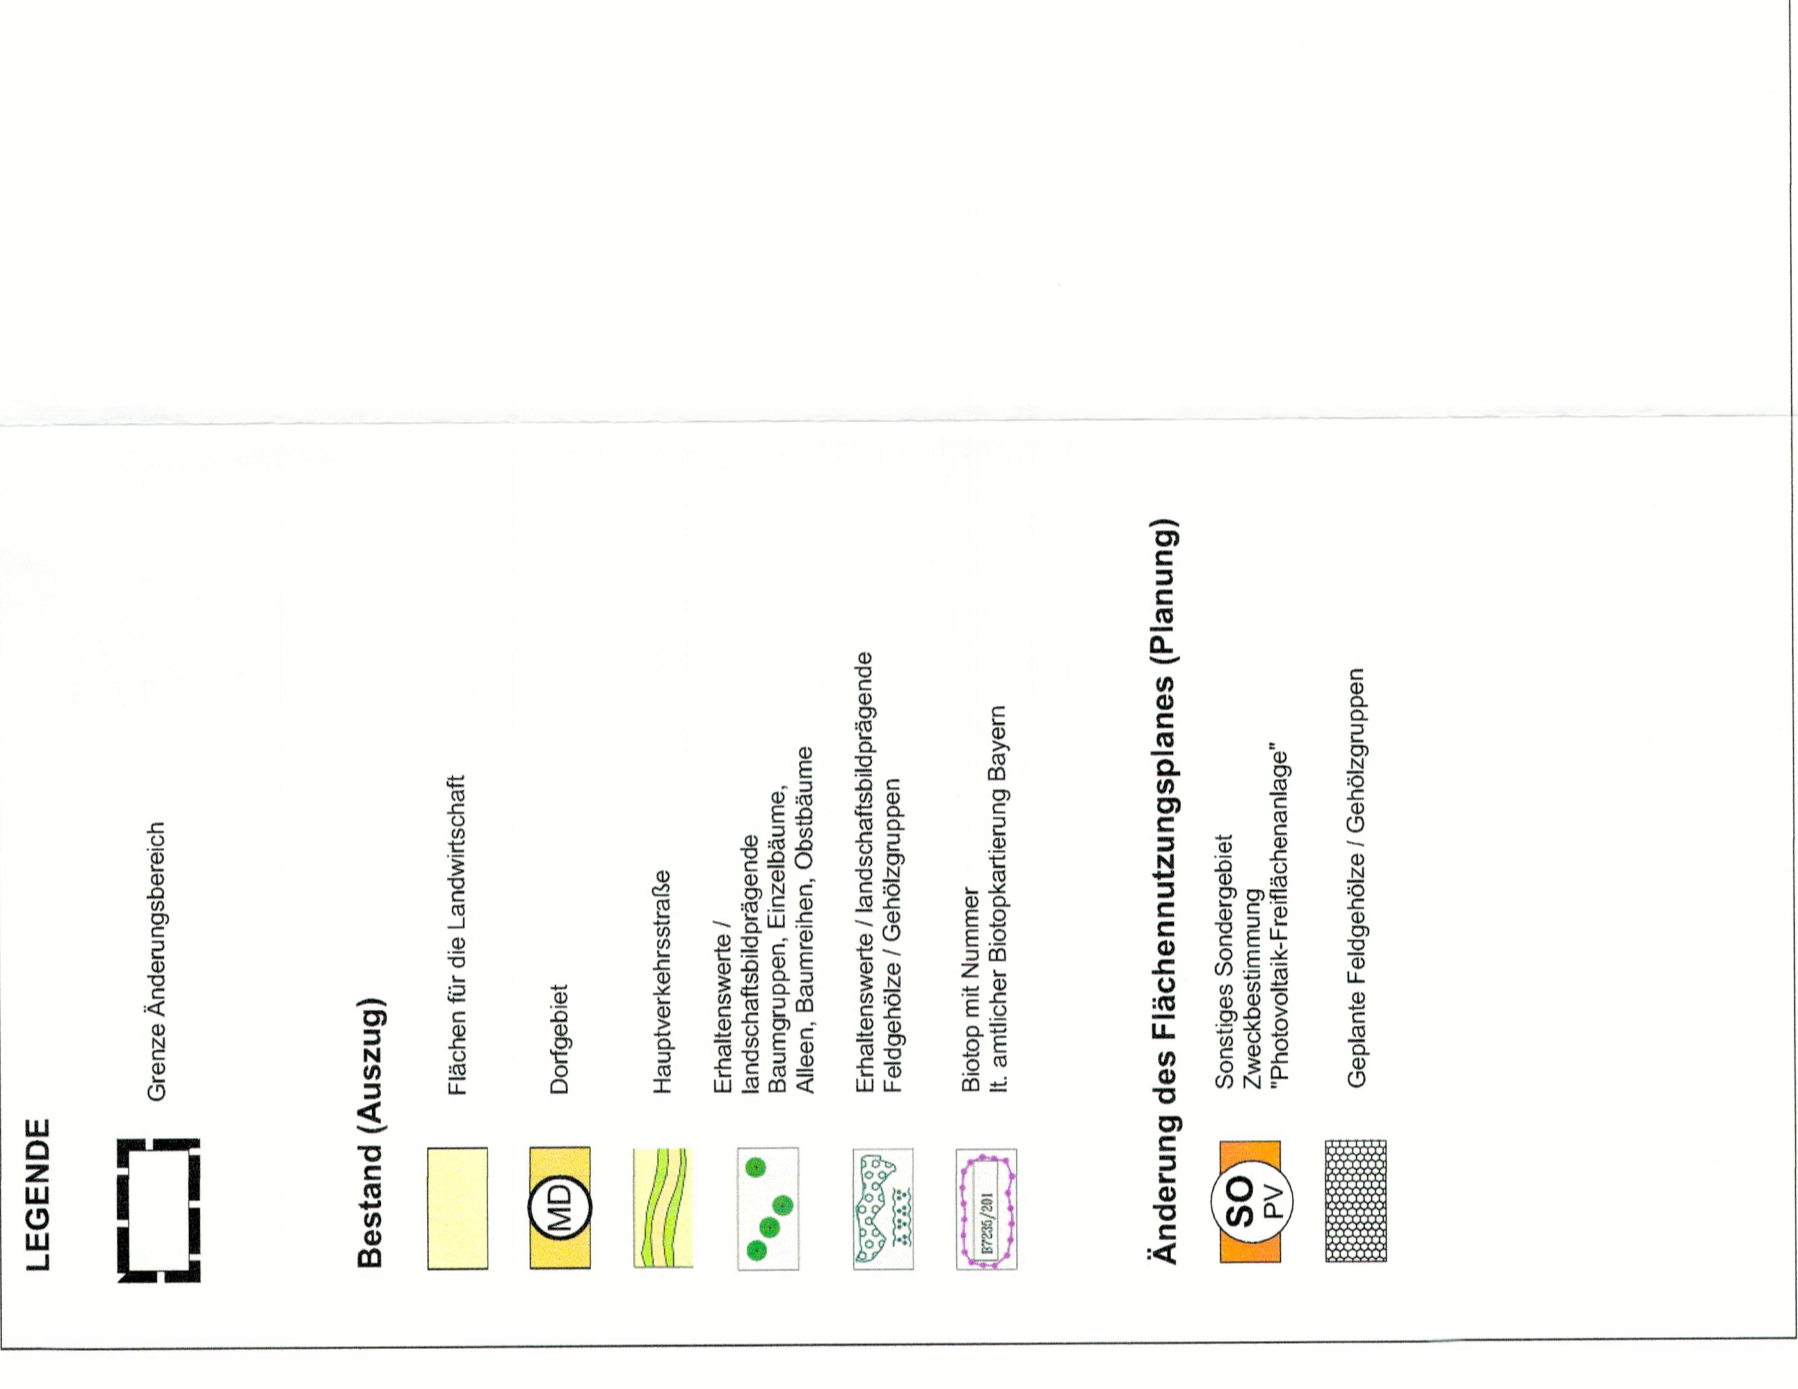 LEGENDE
Grenze Änderungsbereich
Bestand (Auszug)
Flächen für die Landwirtschaft
MD
Dorfgebiet
Hauptverkehrsstraße
Erhaltenswerte /
landschaftsbildprägende
Baumgruppen, Einzelbäume,
Alleen, Baumreihen, Obstbäume
Erhaltenswerte / landschaftsbildprägende
Feldgehölze / Gehölzgruppen
B7235/201
Biotop mit Nummer
lt. amtlicher Biotopkartierung Bayern
Änderung des Flächennutzungsplanes (Planung)
SO
PV
Sonstiges Sondergebiet
Zweckbestimmung
"Photovoltaik-Freiflächenanlage"
Geplante Feldgehölze / Gehölzgruppen